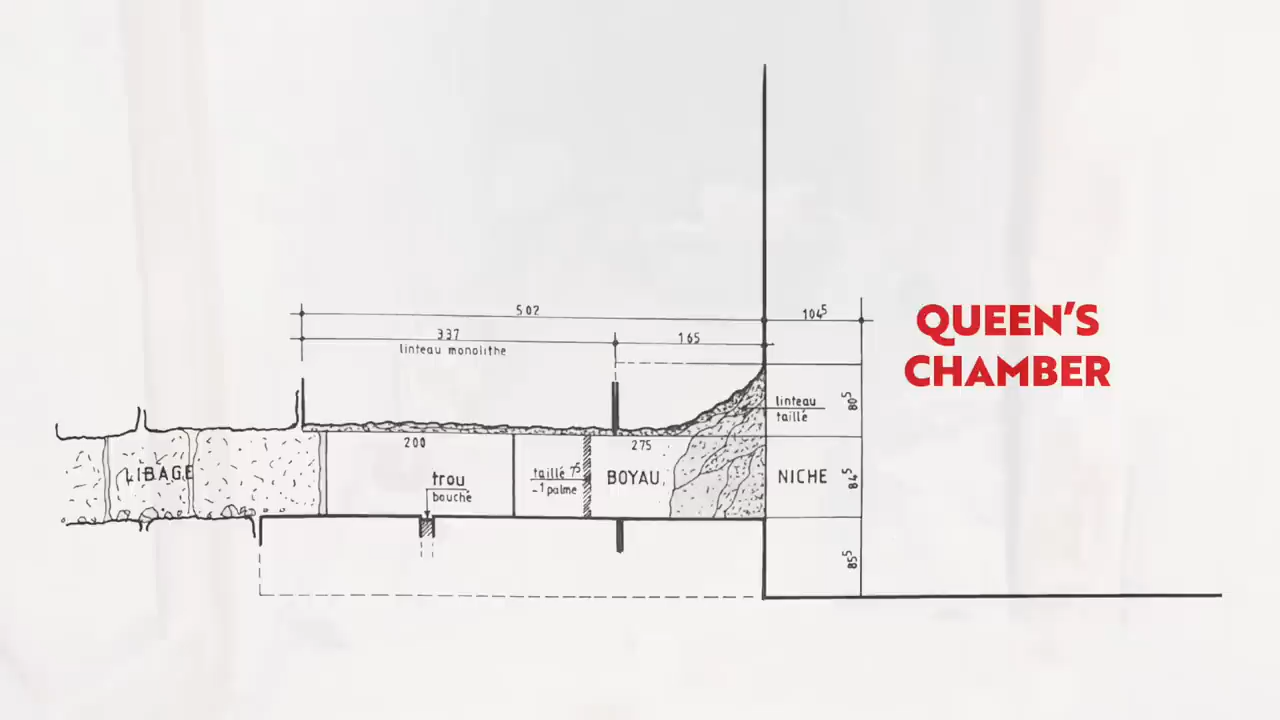 502
104⁵
337
165
linteau monolithe
QUEEN'S
CHAMBER
linteau
taillé
80⁵
200
275
LIBAGE
trou
bouché
taillé 7⁵
-1 palme
BOYAU
NICHE
84⁵
85⁵